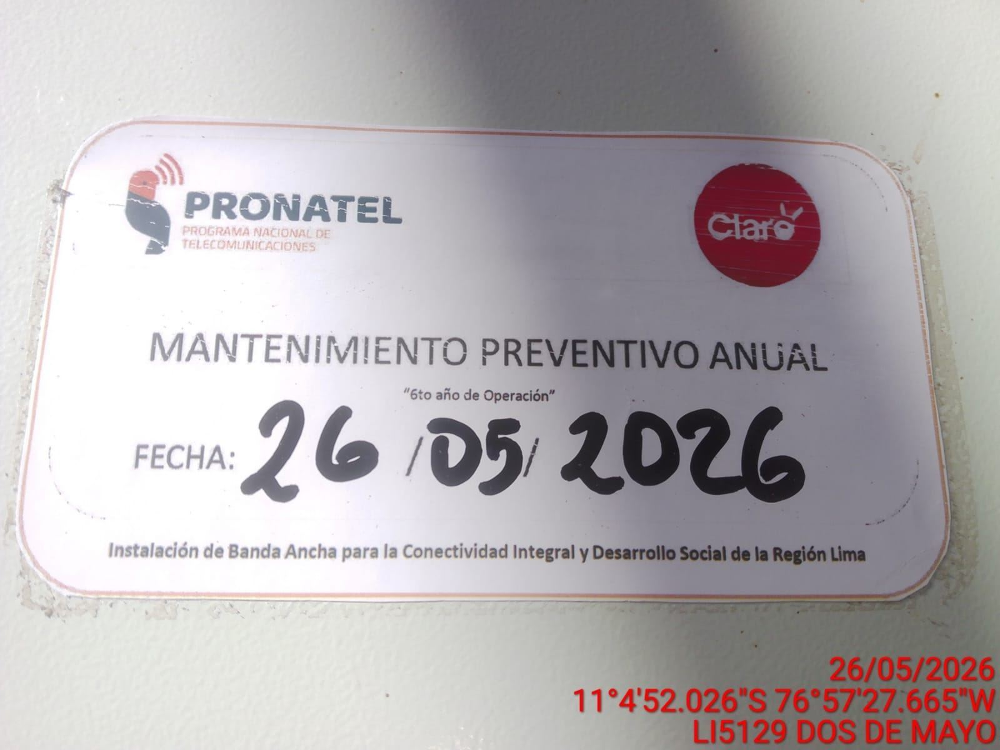 PRONATEL
PROGRAMA NACIONAL DE
TELECOMUNICACIONES
Claro
MANTENIMIENTO PREVENTIVO ANUAL
"6to año de Operación"
FECHA: 26/05/2026
Instalación de Banda Ancha para la Conectividad Integral y Desarrollo Social de la Región Lima
26/05/2026
11°4'52.026"S 76°57'27.665"W
LI5129 DOS DE MAYO